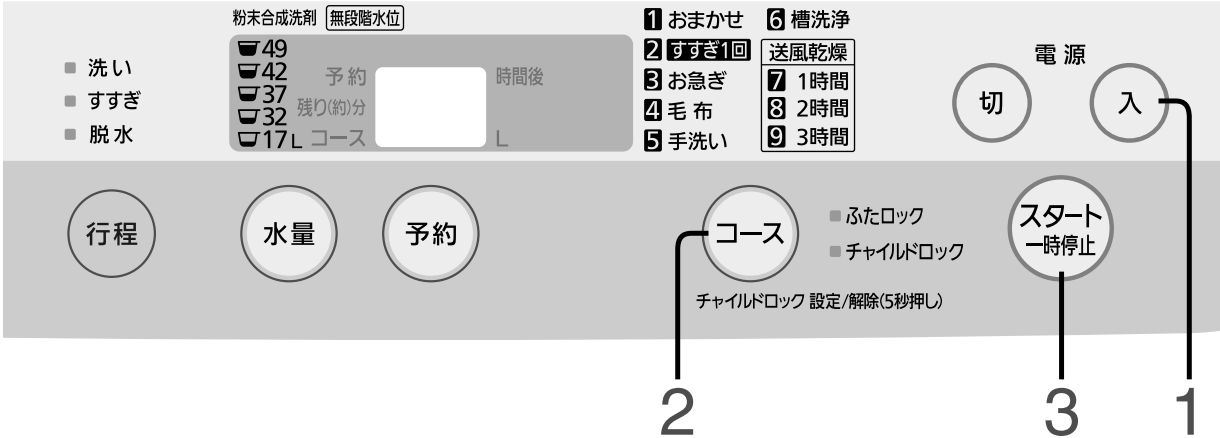 粉末合成洗剤 無段階水位
洗い
すすぎ
脱水
49
42
37
32
17L
予約 時間後
残り(約)分
コース L
1 おまかせ
2 すすぎ1回
3 お急ぎ
4 毛布
5 手洗い
6 槽洗浄
送風乾燥
7 1時間
8 2時間
9 3時間
電源
切 入
行程 水量 予約 コース
ふたロック
チャイルドロック
スタート
一時停止
チャイルドロック 設定/解除(5秒押し)
2 3 1